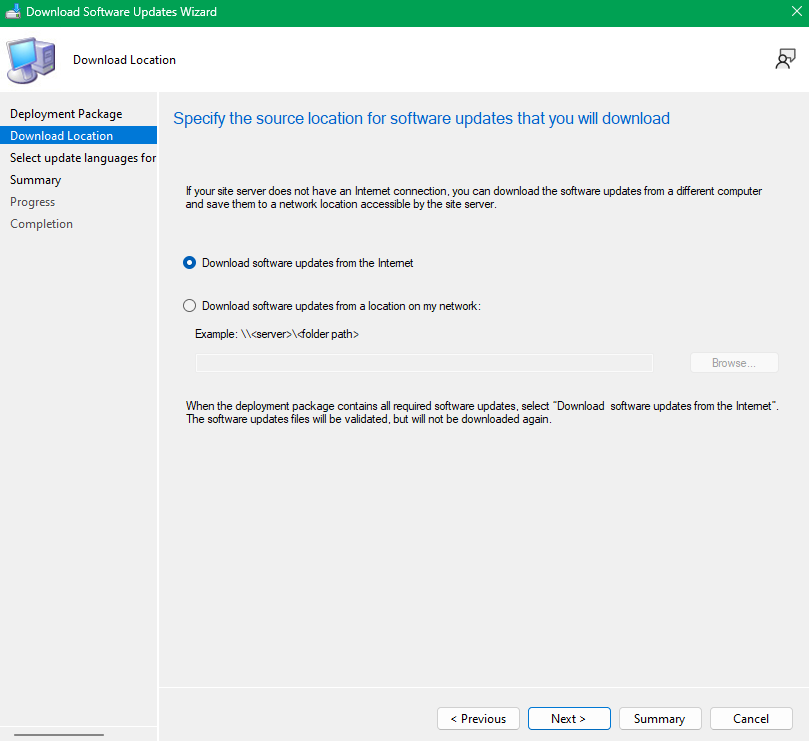 Download Software Updates Wizard
Download Location
Deployment Package
Download Location
Select update languages for
Summary
Progress
Completion
Specify the source location for software updates that you will download
If your site server does not have an Internet connection, you can download the software updates from a different computer
and save them to a network location accessible by the site server.
Download software updates from the Internet
Download software updates from a location on my network:
Example: \\<server>\<folder path>
Browse...
When the deployment package contains all required software updates, select "Download  software updates from the Internet".
The software updates files will be validated, but will not be downloaded again.
< Previous
Next >
Summary
Cancel